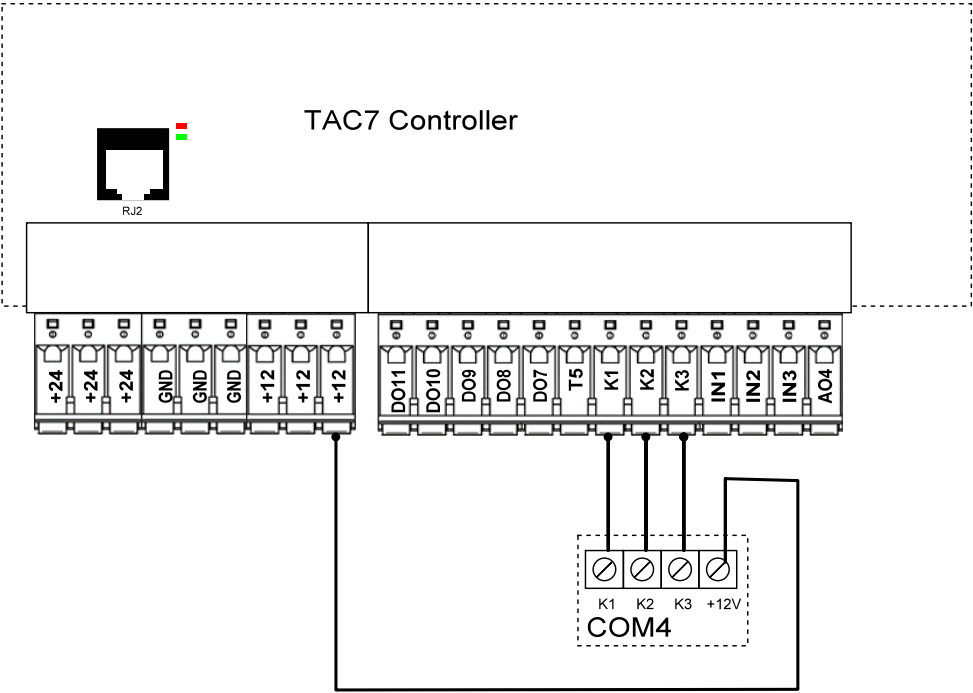 TAC7 Controller
RJ2
+24 +24 +24 GND GND GND +12 +12 +12 DO11 DO10 DO9 DO8 DO7 T5 K1 K2 K3 IN1 IN2 IN3 AO4
K1 K2 K3 +12V
COM4